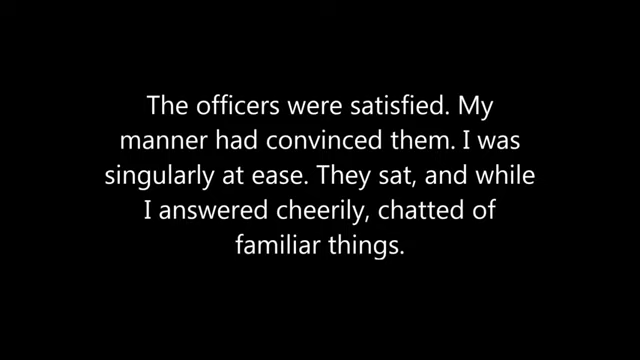 The officers were satisfied. My
manner had convinced them. I was
singularly at ease. They sat, and while
I answered cheerily, chatted of
familiar things.